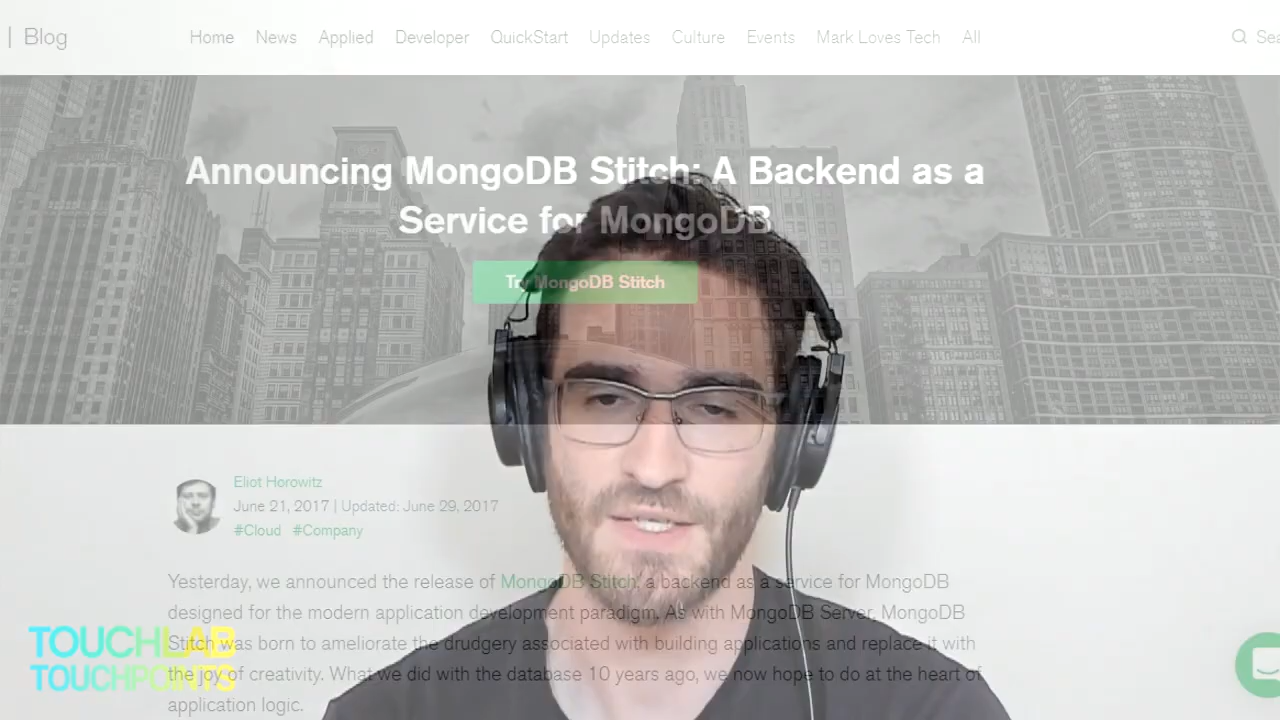 | Blog
Home News Applied Developer QuickStart Updates Culture Events Mark Loves Tech All
Announcing MongoDB Stitch: A Backend as a
Service for MongoDB
Try MongoDB Stitch
Eliot Horowitz
June 21, 2017 | Updated: June 29, 2017
#Cloud #Company
Yesterday, we announced the release of MongoDB Stitch: a backend as a service for MongoDB
designed for the modern application development paradigm. As with MongoDB Server, MongoDB
Stitch was born to ameliorate the drudgery associated with building applications and replace it with
the joy of creativity. What we did with the database 10 years ago, we now hope to do at the heart of
application logic.
TOUCHLAB
TOUCHPOINTS